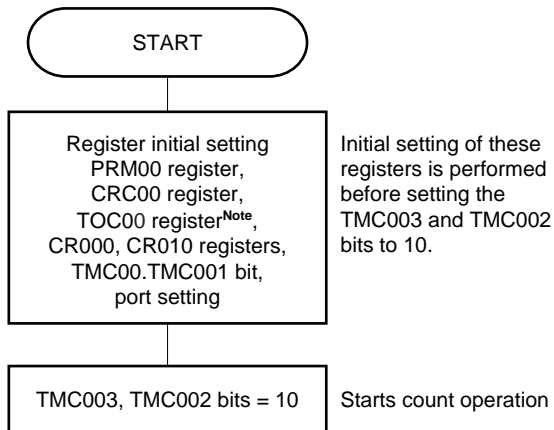 START
Register initial setting
PRM00 register,
CRC00 register,
TOC00 registerNote,
CR000, CR010 registers,
TMC00.TMC001 bit,
port setting
Initial setting of these
registers is performed
before setting the
TMC003 and TMC002
bits to 10.
TMC003, TMC002 bits = 10
Starts count operation